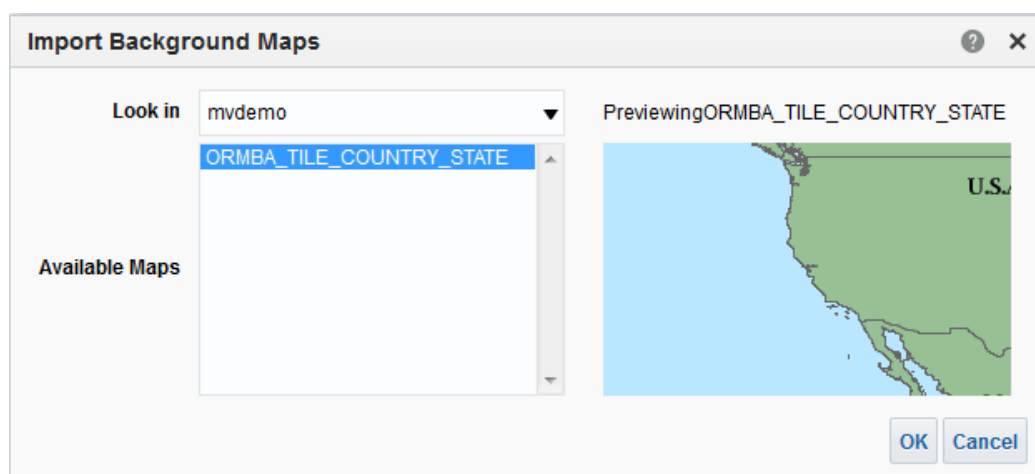 Import Background Maps
Look in
mvdemo
PreviewingORMBA_TILE_COUNTRY_STATE
ORMBA_TILE_COUNTRY_STATE
U.S.
Available Maps
OK
Cancel